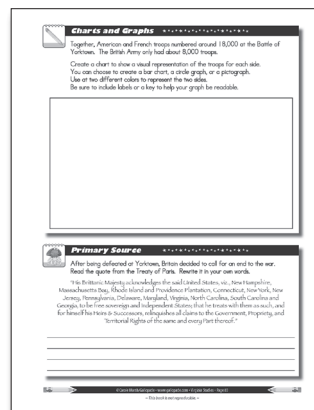 Charts and Graphs
Together, American and French troops numbered around 18,000 at the Battle of
Yorktown. The British Army only had about 8,000 troops.
Create a chart to show a visual representation of the troops for each side.
You can choose to create a bar chart, a circle graph, or a pictograph.
Use at two different colors to represent the two sides.
Be sure to include labels or a key to help your graph be readable.
Primary Source
After being defeated at Yorktown, Britain decided to call for an end to the war.
Read the quote from the Treaty of Paris. Rewrite it in your own words.
"His Brittanic Majesty acknowledges the said United States, viz., New Hampshire,
Massachusetts Bay, Rhode Island and Providence Plantation, Connecticut, New York, New
Jersey, Pennsylvania, Delaware, Maryland, Virginia, North Carolina, South Carolina and
Georgia, to be free sovereign and Independent States; that he treats with them as such, and
for himself his Heirs & Successors, relinquishes all claims to the Government, Propriety, and
Territorial Rights of the same and every Part thereof."